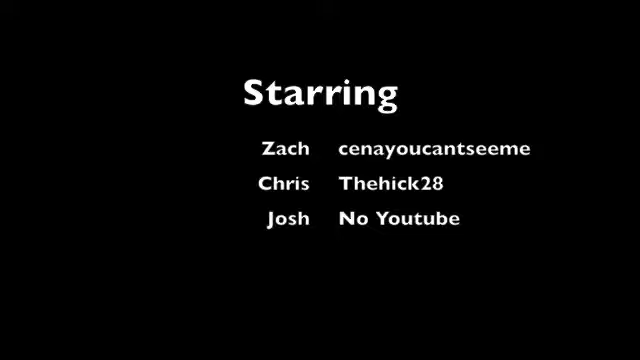 Starring
Zach cenayoucantseeme
Chris Thehick28
Josh No Youtube